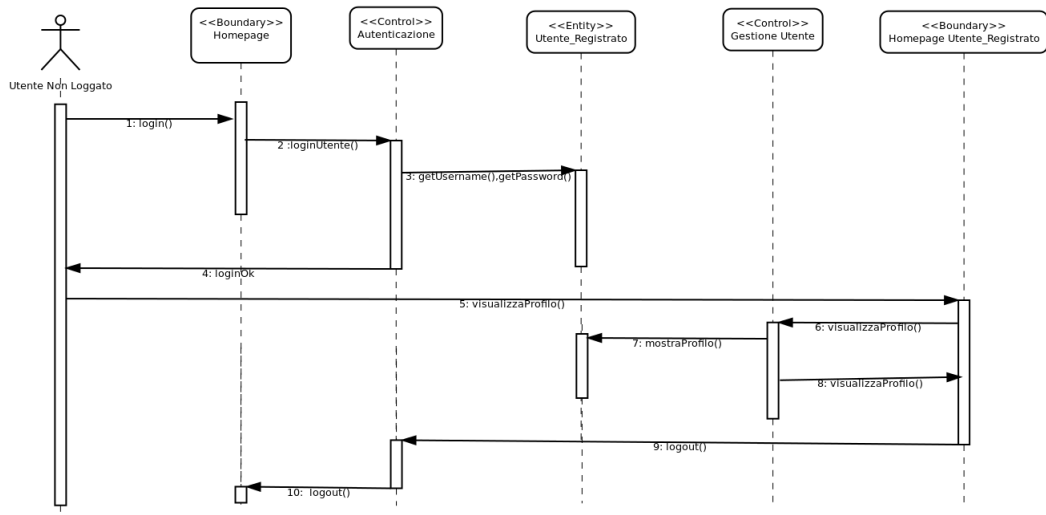 <<Boundary>>
Homepage
<<Control>>
Autenticazione
<<Entity>>
Utente_Registrato
<<Control>>
Gestione Utente
<<Boundary>>
Homepage Utente_Registrato
Utente Non Loggato
1: login()
2 :loginUtente()
3: getUsername(),getPassword()
4: loginOk
5: visualizzaProfilo()
6: visualizzaProfilo()
7: mostraProfilo()
8: visualizzaProfilo()
9: logout()
10: logout()